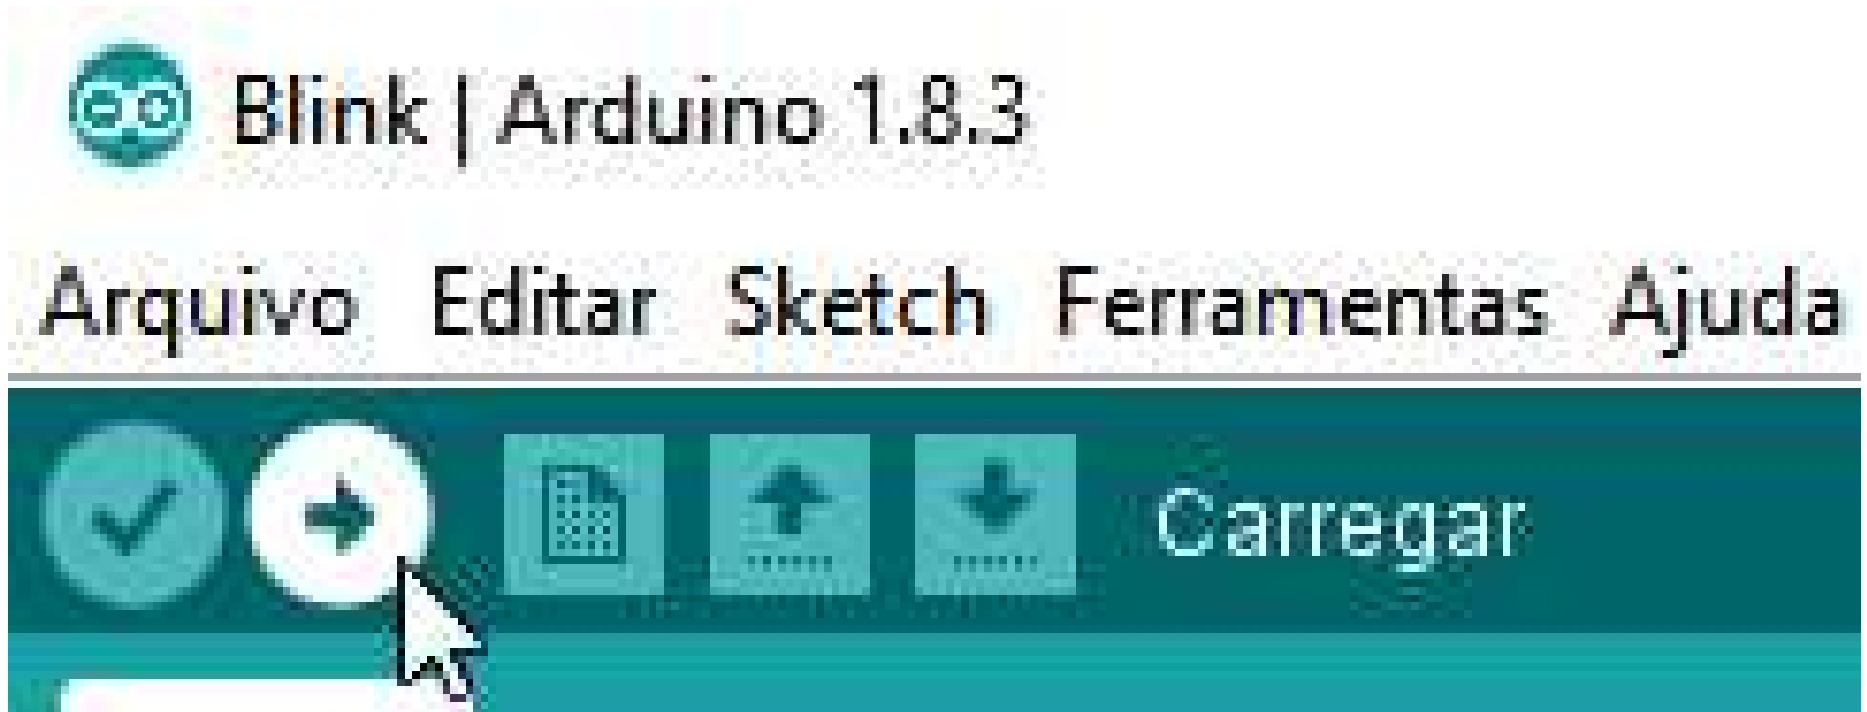 Blink | Arduino 1.8.3
Arquivo Editar Sketch Ferramentas Ajuda
Carregar